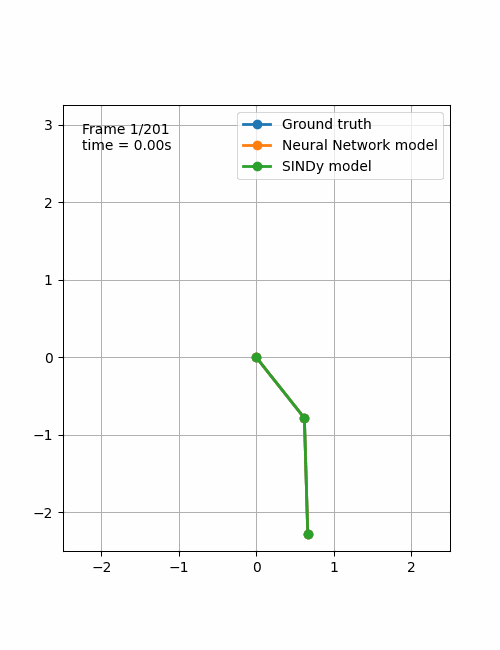 Frame 1/201
time = 0.00s
Ground truth
Neural Network model
SINDy model
3
2
1
0
−1
−2
−2
−1
0
1
2